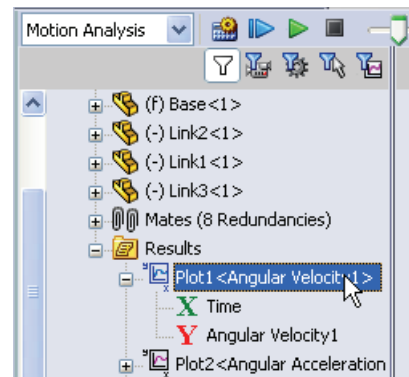 Motion Analysis
(f) Base<1>
(-) Link2<1>
(-) Link1<1>
(-) Link3<1>
Mates (8 Redundancies)
Results
Plot1<Angular Velocity1>
X Time
Y Angular Velocity1
Plot2<Angular Acceleration